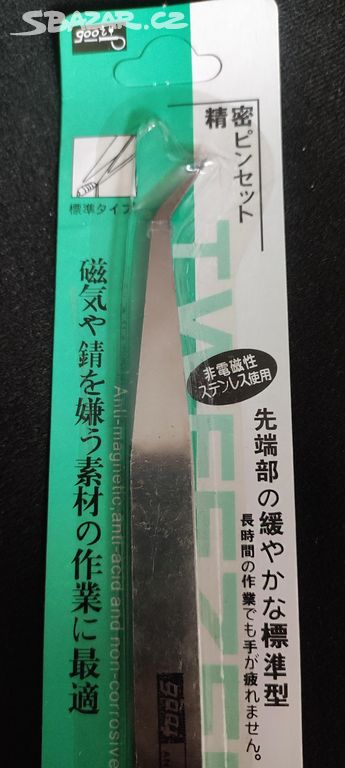 SBAZAR.CZ
goot
精密ピンセット
標準タイプ
TWEEZE
非電磁性
ステンレス使用
磁気や錆を嫌う素材の作業に最適
Anti-magnetic,anti-acid and non-corrosive
先端部の緩やかな標準型
長時間の作業でも手が疲れません。
goot